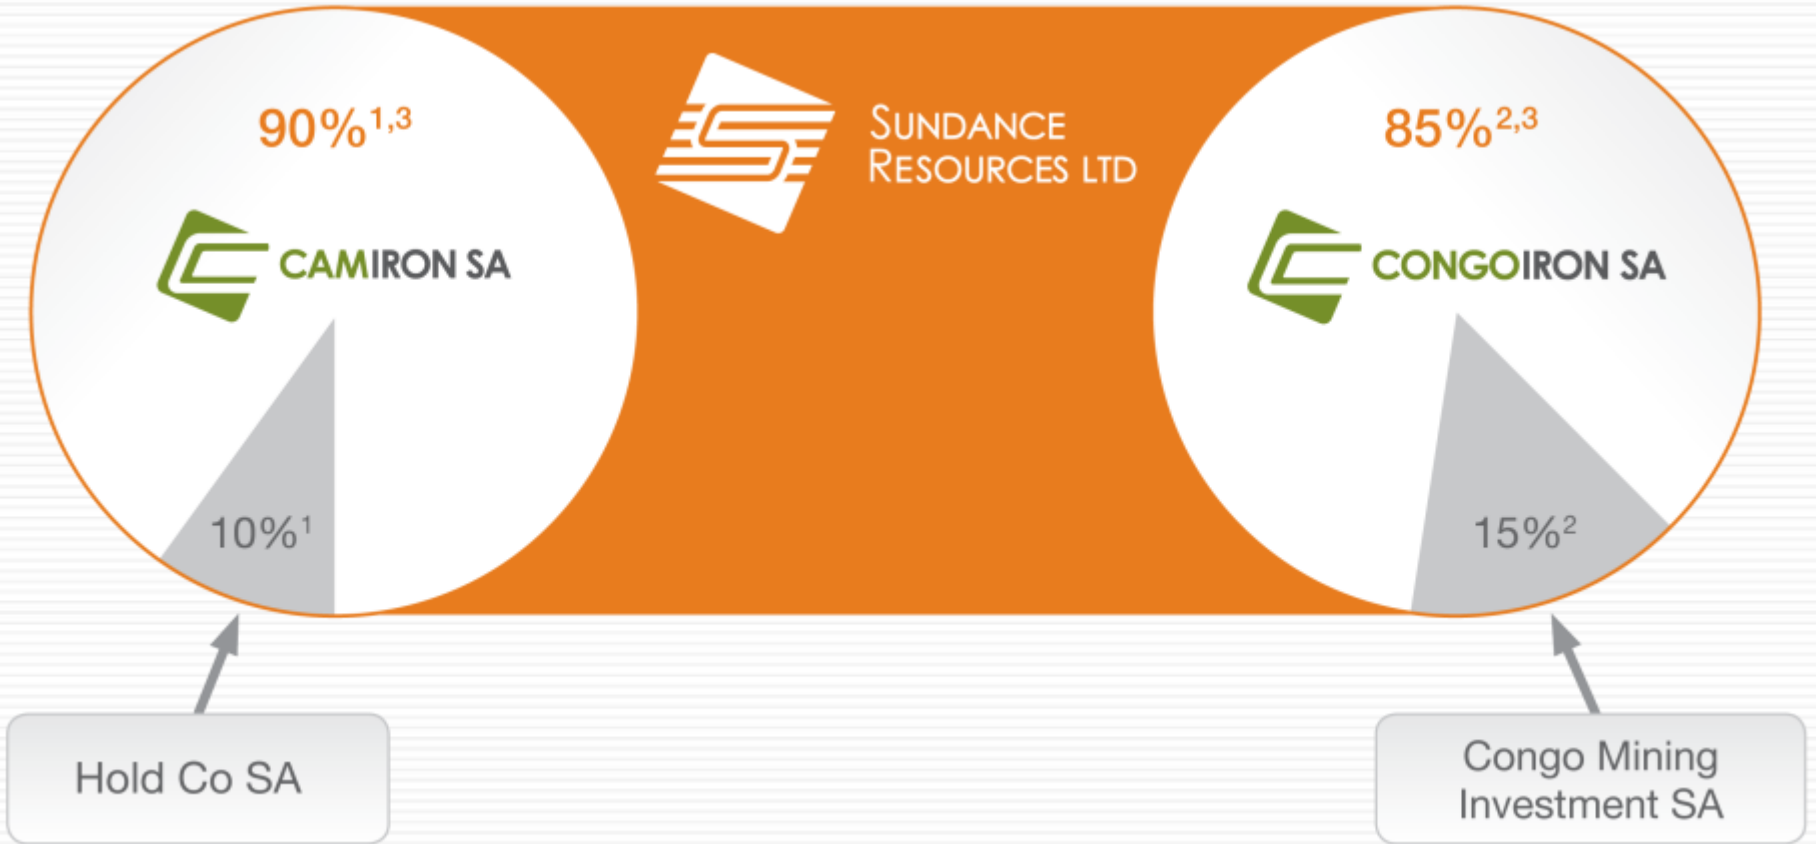 90%1,3
CAMIRON SA
10%1
SUNDANCE
RESOURCES LTD
85%2,3
CONGOIRON SA
15%2
Hold Co SA
Congo Mining
Investment SA